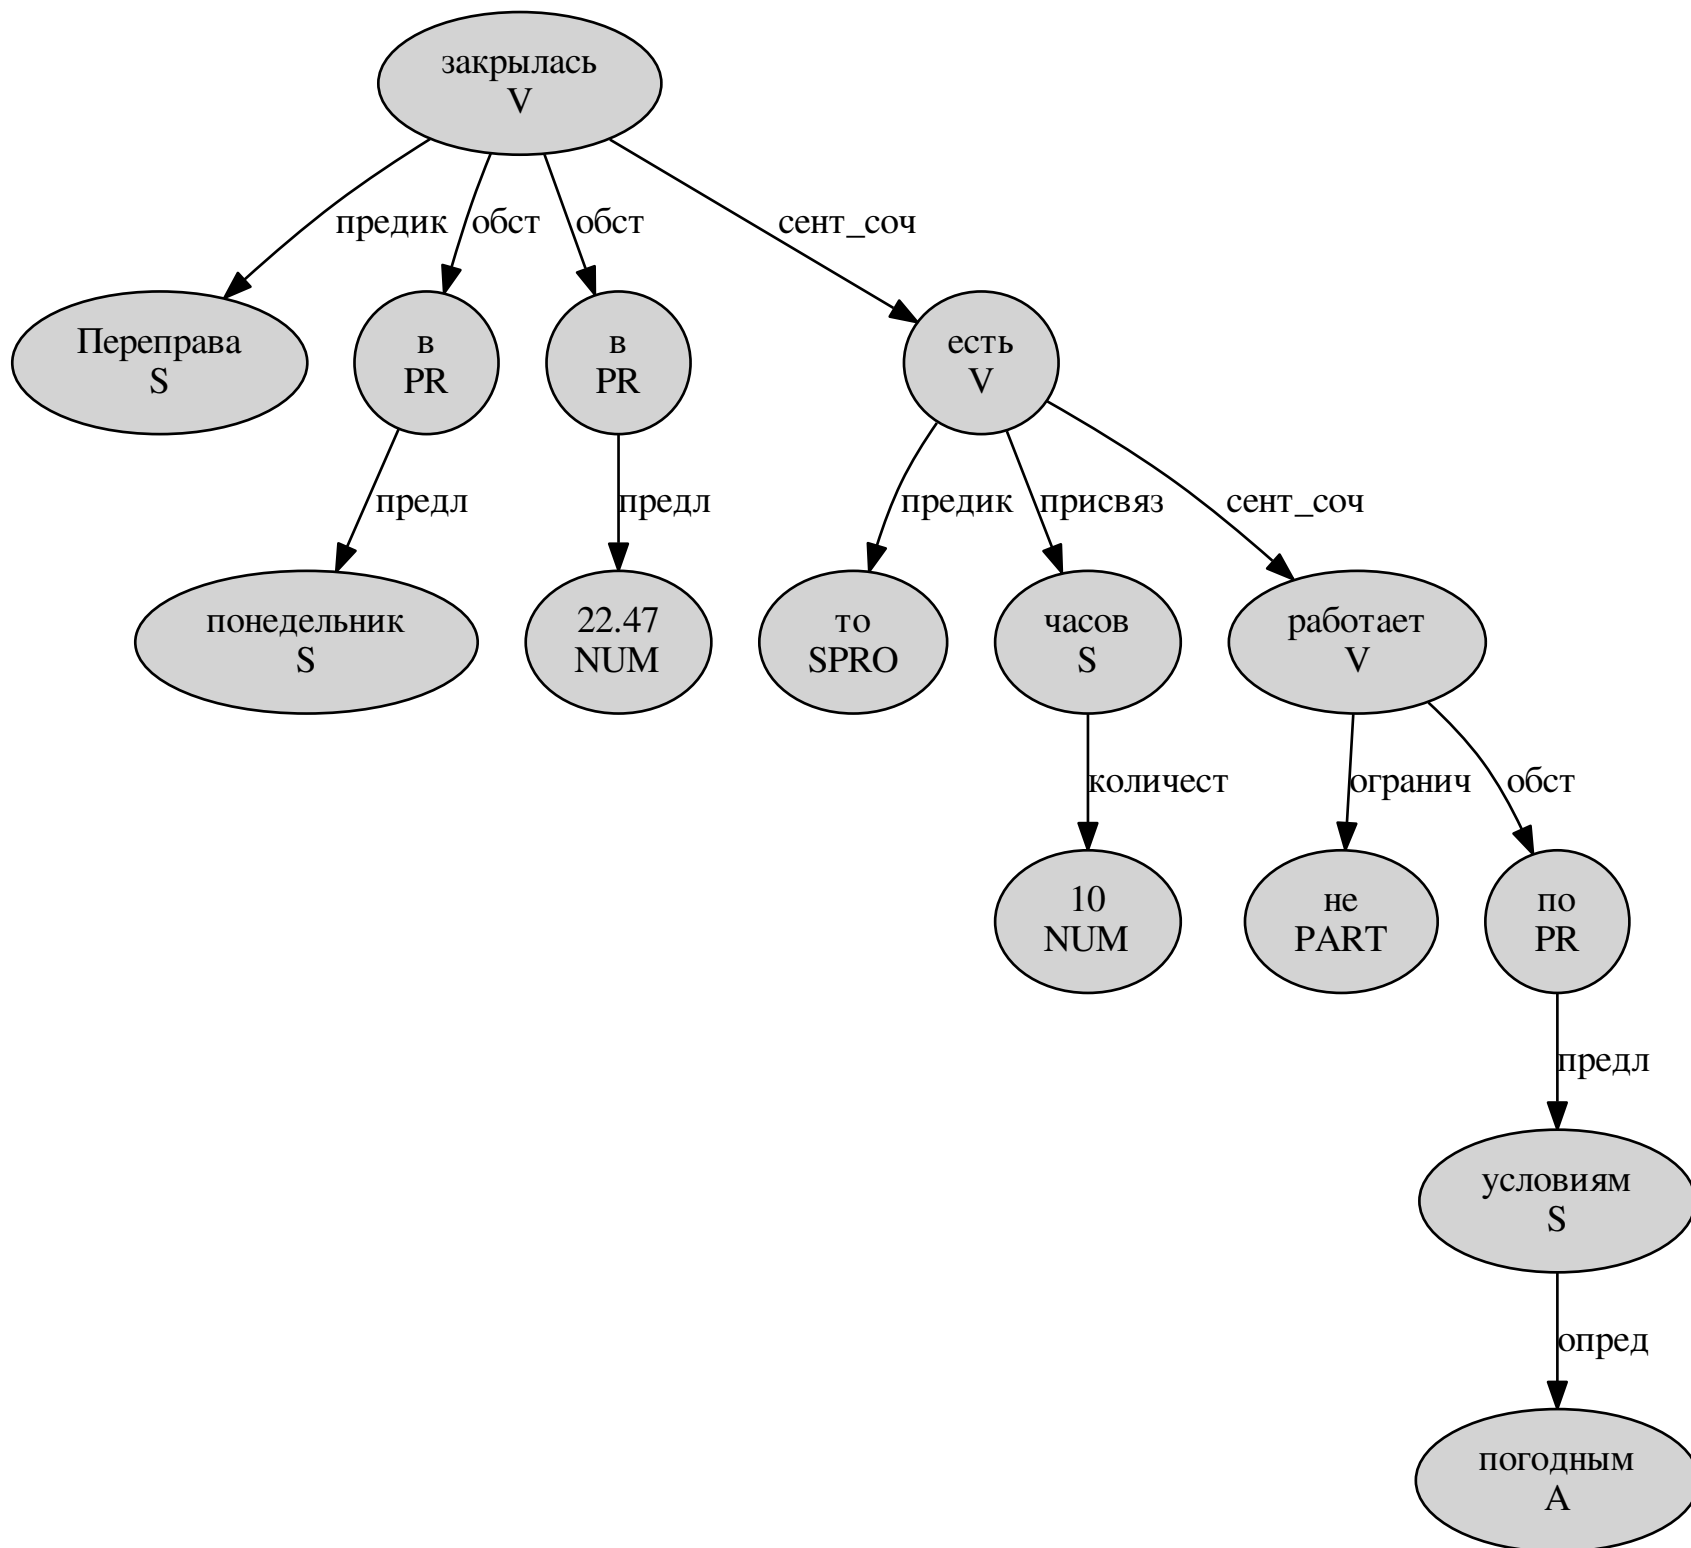 закрылась
V
предик
обст
обст
сент_соч
Переправа
S
в
PR
в
PR
есть
V
предл
предл
предик
присвяз
сент_соч
понедельник
S
22.47
NUM
то
SPRO
часов
S
работает
V
количест
огранич
обст
10
NUM
не
PART
по
PR
предл
условиям
S
опред
погодным
A